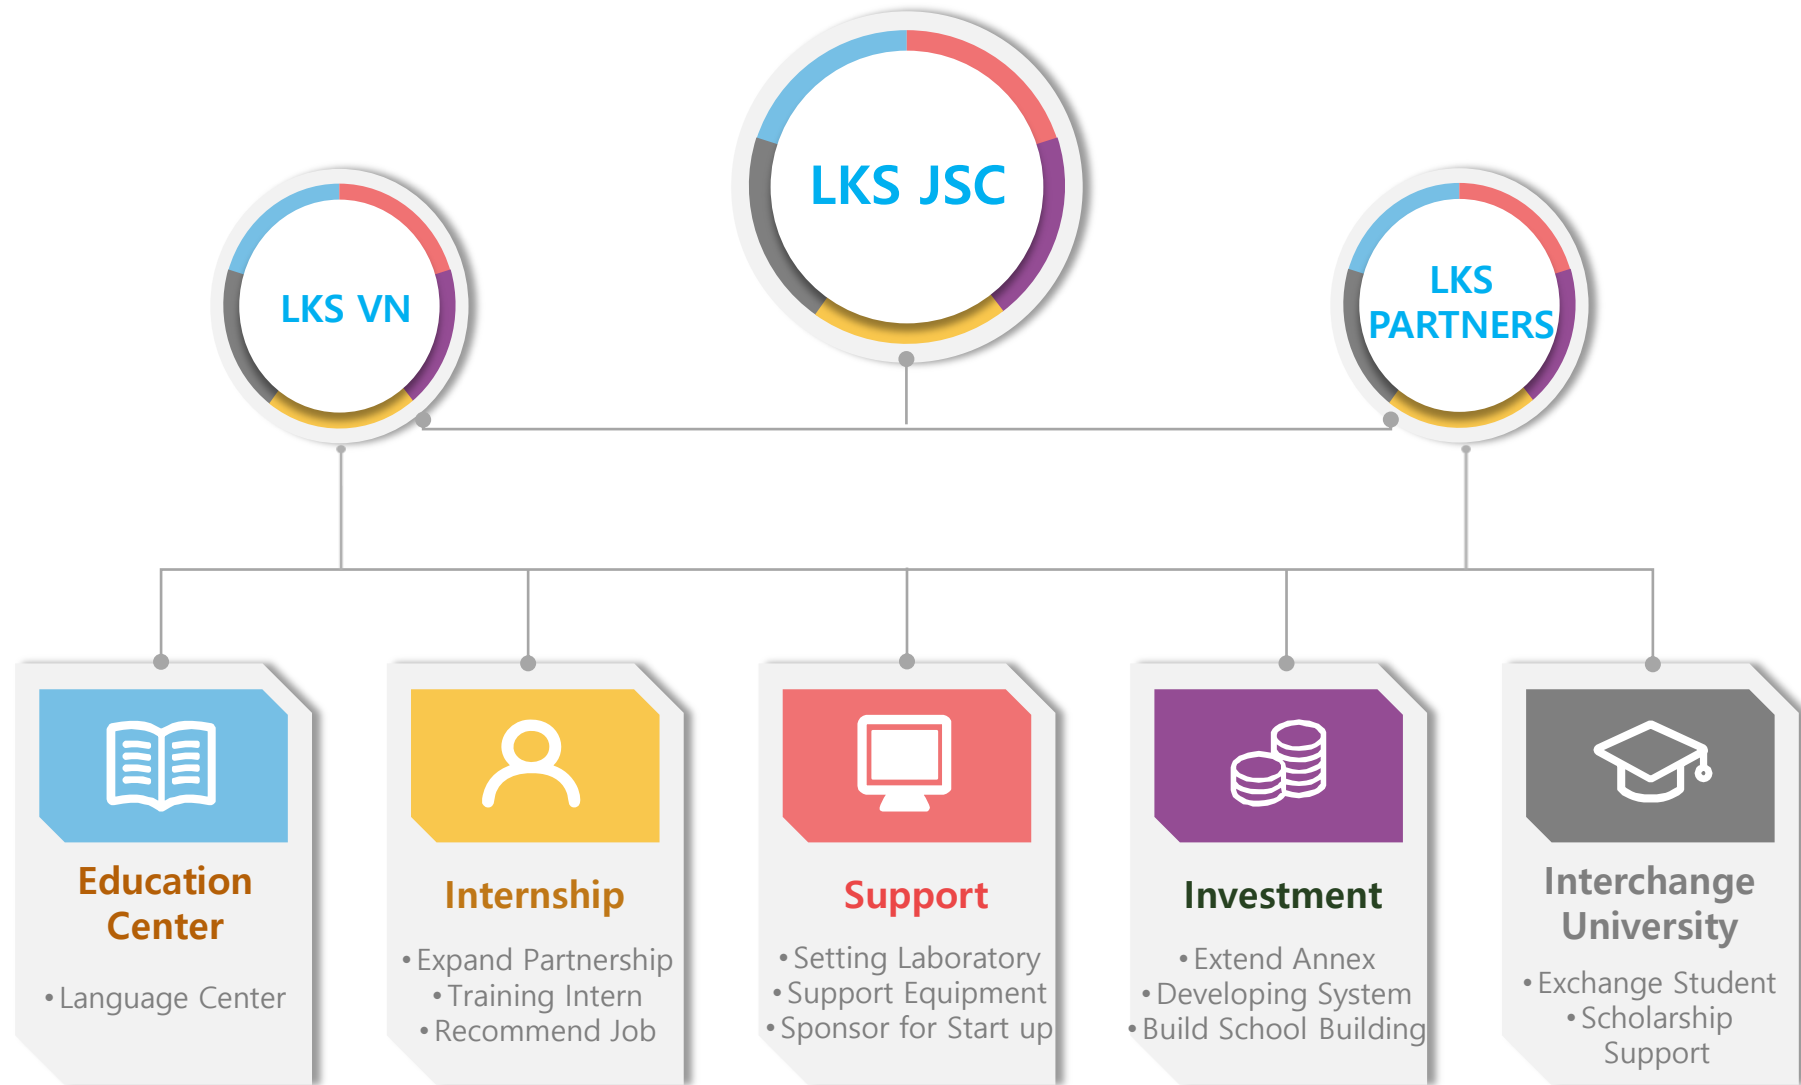 LKS JSC
LKS VN
LKS
PARTNERS
Education
Center
• Language Center
Internship
• Expand Partnership
• Training Intern
• Recommend Job
Support
• Setting Laboratory
• Support Equipment
• Sponsor for Start up
Investment
• Extend Annex
• Developing System
• Build School Building
Interchange
University
• Exchange Student
• Scholarship
Support